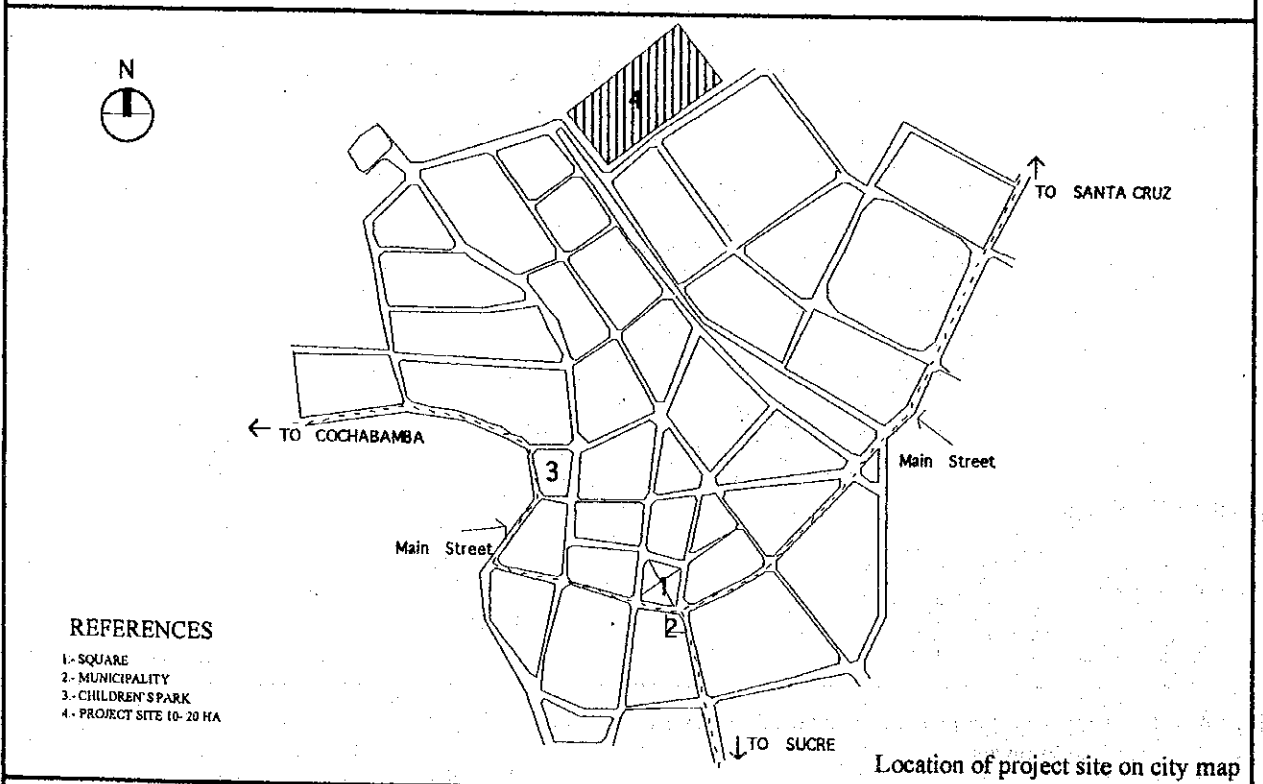 N
4
TO SANTA CRUZ
← TO COCHABAMBA
Main Street
3
Main Street
1
2
REFERENCES
1.- SQUARE
2.- MUNICIPALITY
3.- CHILDREN'S PARK
4.- PROJECT SITE 10- 20 HA
TO SUCRE
Location of project site on city map